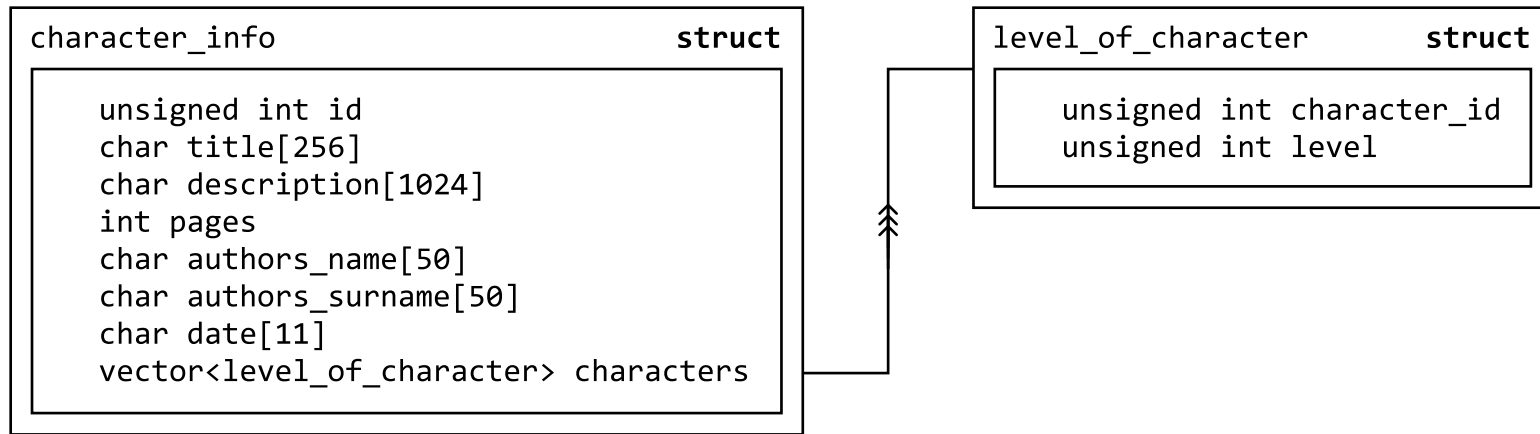 character_info struct
unsigned int id
char title[256]
char description[1024]
int pages
char authors_name[50]
char authors_surname[50]
char date[11]
vector<level_of_character> characters
level_of_character struct
unsigned int character_id
unsigned int level